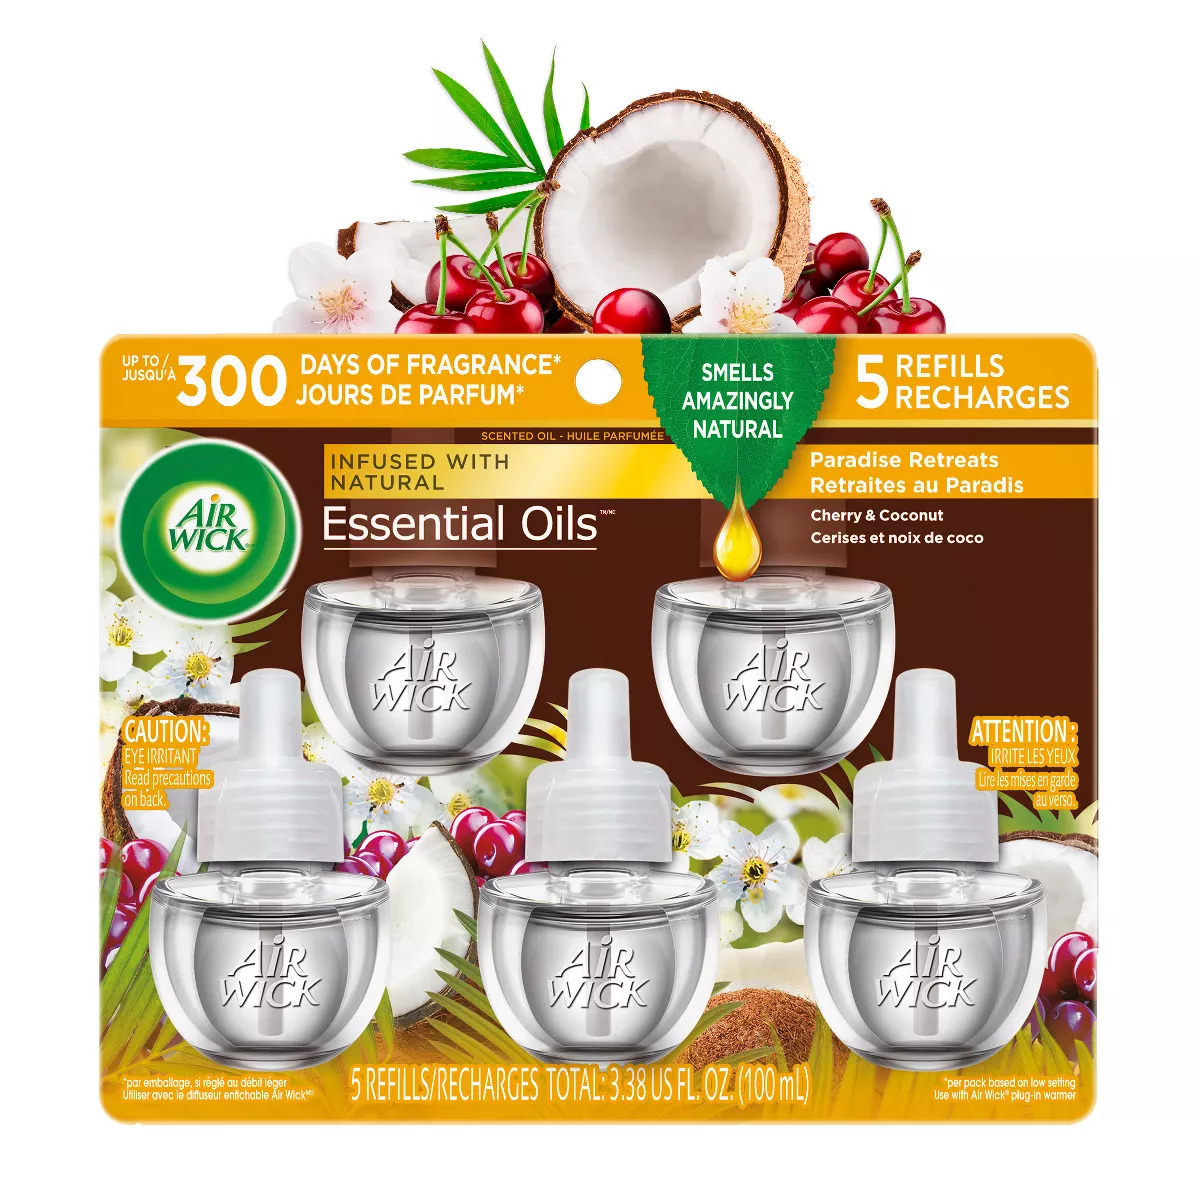 UP TO /
JUSQU'À
300
DAYS OF FRAGRANCE*
JOURS DE PARFUM*
SMELLS
AMAZINGLY
NATURAL
5
REFILLS
RECHARGES
SCENTED OIL - HUILE PARFUMÉE
INFUSED WITH
NATURAL
Essential Oils™/MC
AIR
WICK
Paradise Retreats
Retraites au Paradis
Cherry & Coconut
Cerises et noix de coco
AiR
WICK
AiR
WICK
CAUTION:
EYE IRRITANT
Read precautions
on back.
ATTENTION :
IRRITE LES YEUX
Lire les mises en garde
au verso.
AiR
WICK
AiR
WICK
AiR
WICK
*par emballage, si réglé au débit léger
Utiliser avec le diffuseur enfichable Air WickMD
5 REFILLS/RECHARGES TOTAL: 3.38 US FL. OZ. (100 mL)
*per pack based on low setting
Use with Air Wick® plug-in warmer